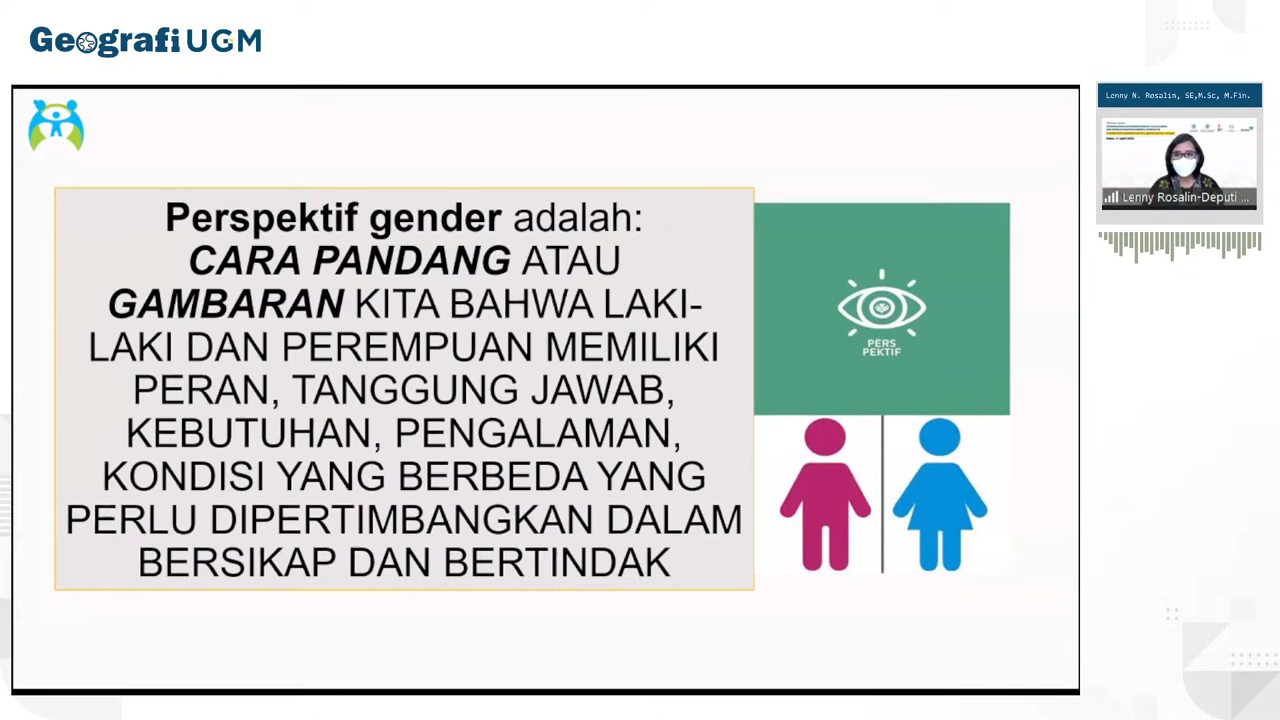 Geografi UGM
Perspektif gender adalah:
CARA PANDANG ATAU
GAMBARAN KITA BAHWA LAKI-
LAKI DAN PEREMPUAN MEMILIKI
PERAN, TANGGUNG JAWAB,
KEBUTUHAN, PENGALAMAN,
KONDISI YANG BERBEDA YANG
PERLU DIPERTIMBANGKAN DALAM
BERSIKAP DAN BERTINDAK
PERS
PEKTIF
Lenny N. Rosalin, SE,M.Sc, M.Fin.
Lenny Rosalin-Deputi ...